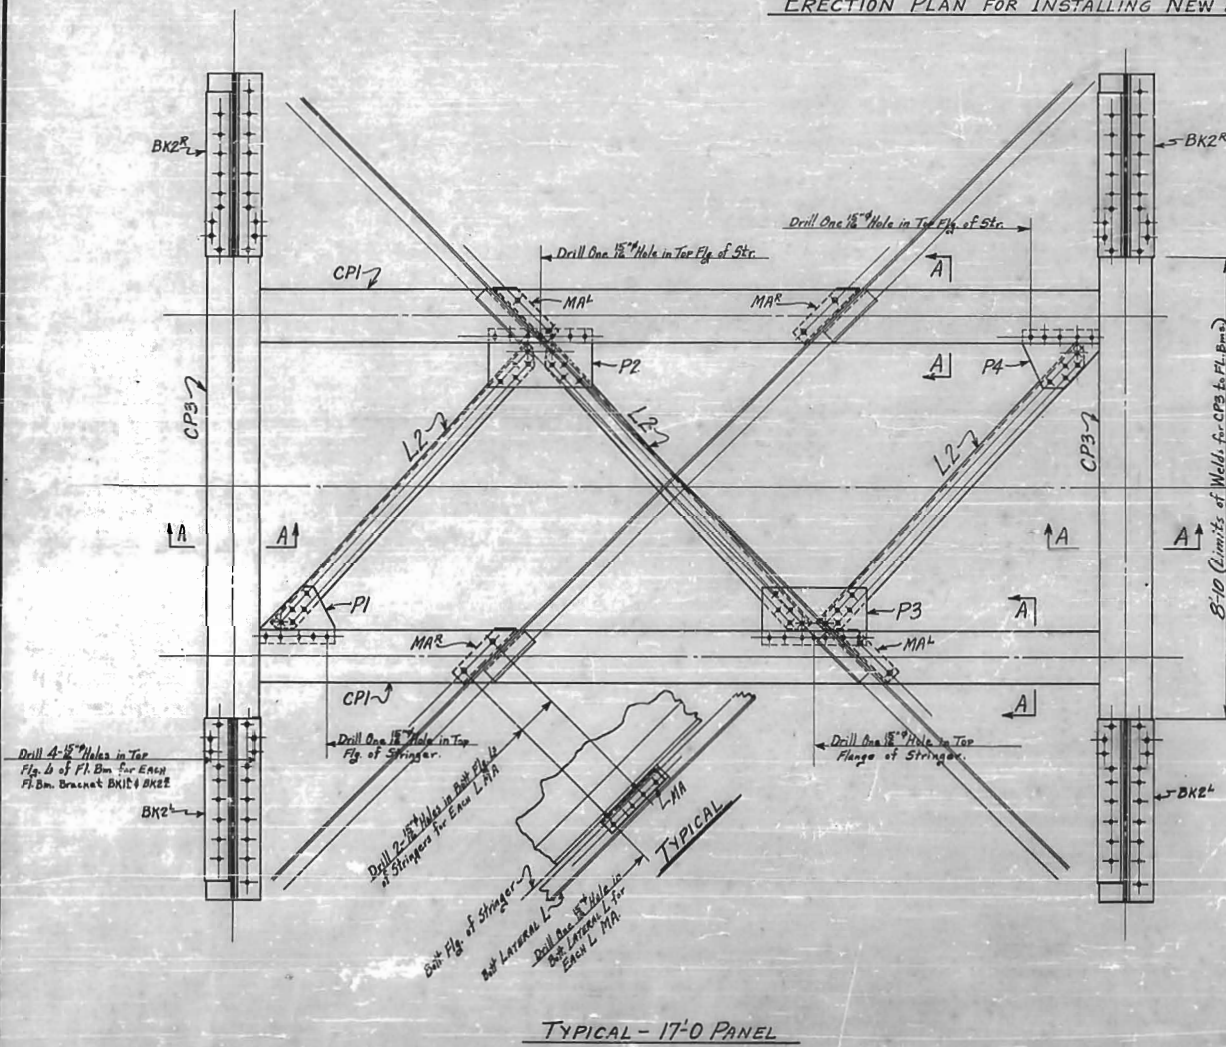 ERECTION PLAN FOR INSTALLING NEW
BK2R
BK2R
Drill One 15/16"φ Hole in Top Flg. of Str.
Drill One 15/16"φ Hole in Top Flg. of Str.
A
CP1
MAL
MAR
A
P2
P4
CP3
L2
L2
L2
CP3
8'-10 (Limits of Welds for CP3 to Fl. Bms)
A
A
A
A
P1
A
P3
MAR
MAL
CP1
A
Drill One 15/16"φ Hole in Top
Flg. of Stringer.
Drill One 15/16"φ Hole in Top
Flange of Stringer.
Drill 4-15/16"φ Holes in Top
Flg. Ls of Fl. Bm for EACH
Fl. Bm. Bracket
BK2L
BK2L
Drill 2-15/16"φ Holes in Bott Flg. Ls
of Stringers for EACH L MA
L MA
TYPICAL
Bott Flg. of Stringer
Bott LATERAL L
Drill One 15/16"φ Hole in
Bott LATERAL L for
EACH L MA.
TYPICAL - 17'-0 PANEL